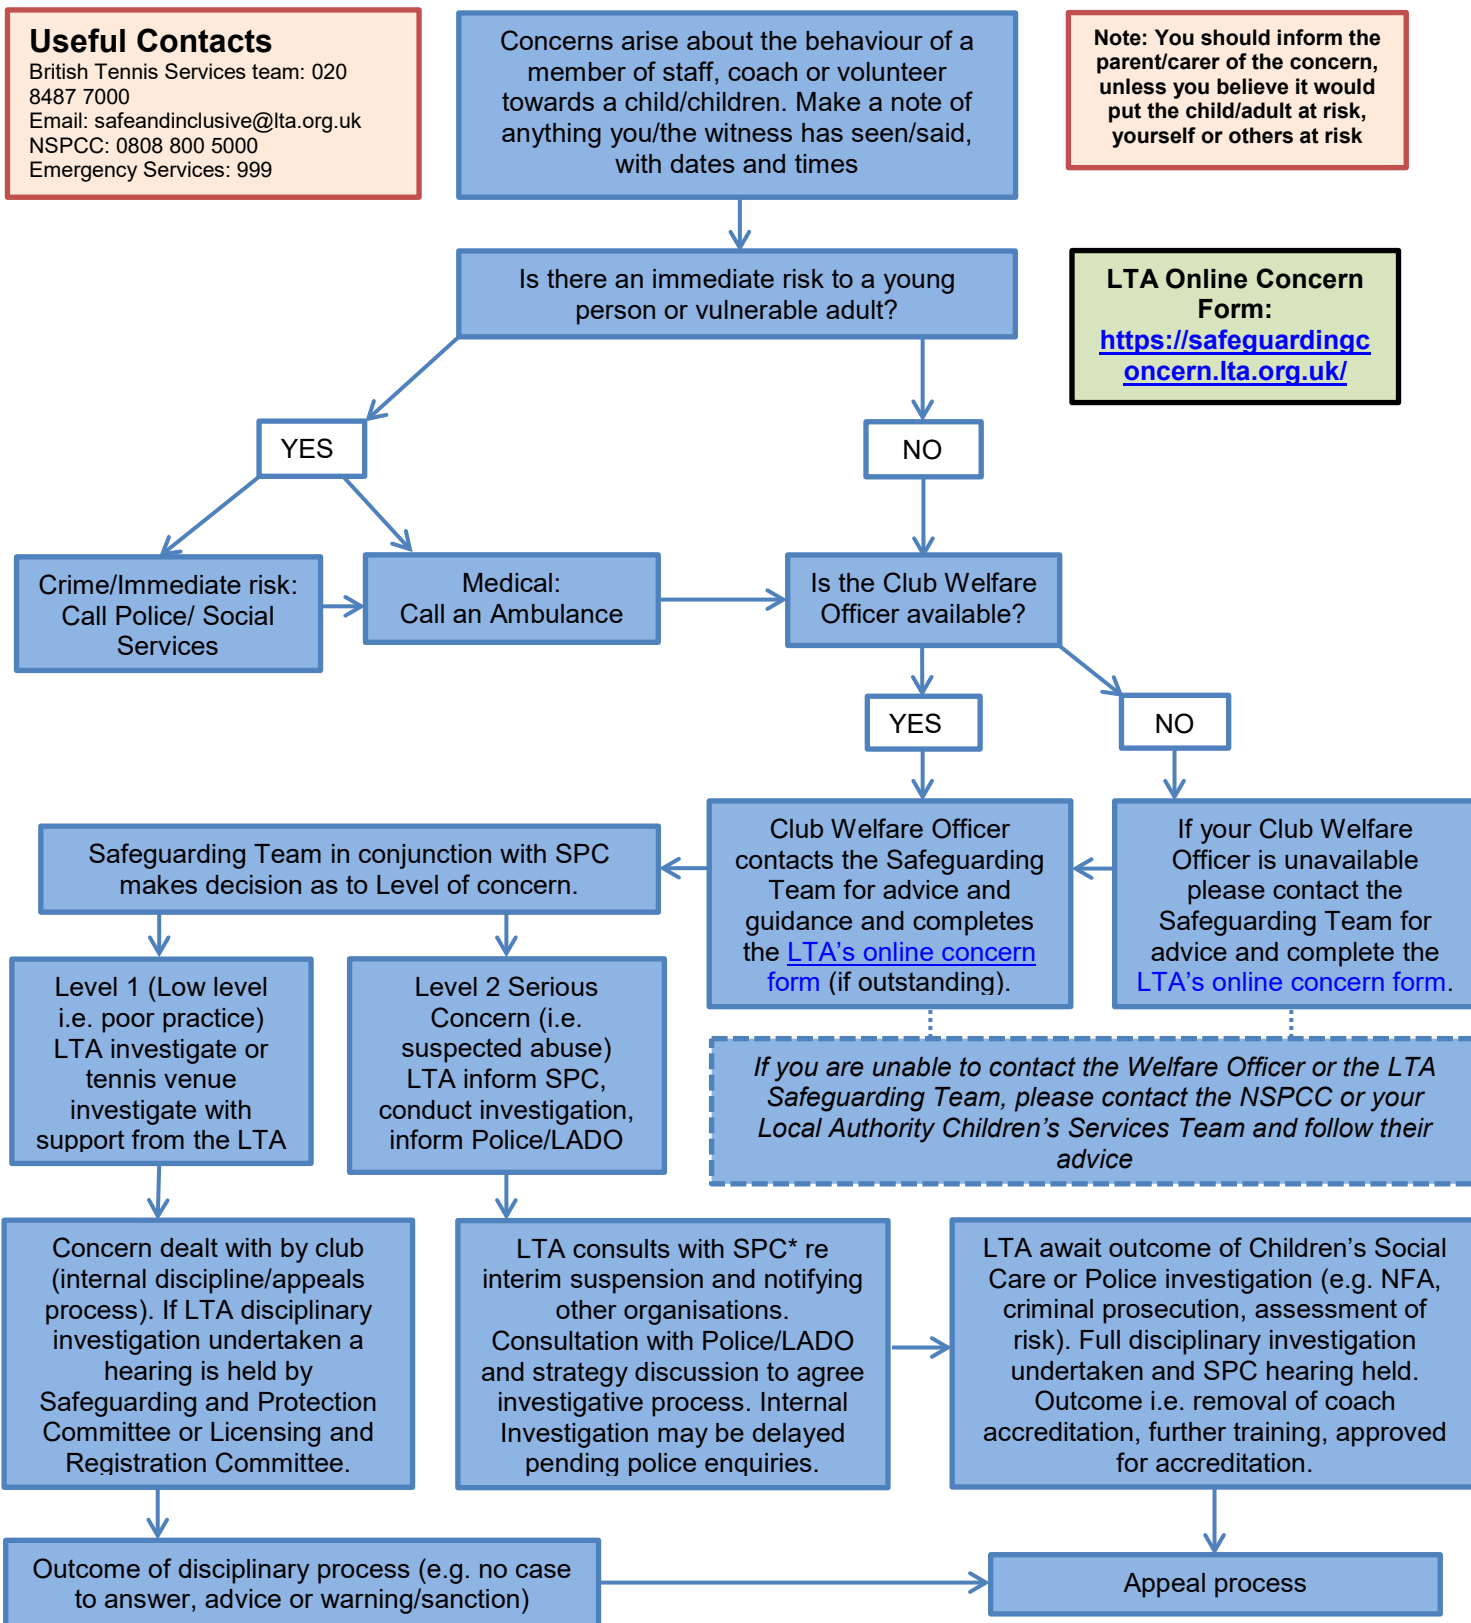 Useful Contacts
British Tennis Services team: 020
8487 7000
Email: safeandinclusive@lta.org.uk
NSPCC: 0808 800 5000
Emergency Services: 999
Concerns arise about the behaviour of a
member of staff, coach or volunteer
towards a child/children. Make a note of
anything you/the witness has seen/said,
with dates and times
Note: You should inform the
parent/carer of the concern,
unless you believe it would
put the child/adult at risk,
yourself or others at risk
Is there an immediate risk to a young
person or vulnerable adult?
LTA Online Concern
Form:
https://safeguardingc
oncern.lta.org.uk/
YES
NO
Crime/Immediate risk:
Call Police/ Social
Services
Medical:
Call an Ambulance
Is the Club Welfare
Officer available?
YES
NO
Safeguarding Team in conjunction with SPC
makes decision as to Level of concern.
Club Welfare Officer
contacts the Safeguarding
Team for advice and
guidance and completes
the LTA's online concern
form (if outstanding).
If your Club Welfare
Officer is unavailable
please contact the
Safeguarding Team for
advice and complete the
LTA's online concern form.
Level 1 (Low level
i.e. poor practice)
LTA investigate or
tennis venue
investigate with
support from the LTA
Level 2 Serious
Concern (i.e.
suspected abuse)
LTA inform SPC,
conduct investigation,
inform Police/LADO
If you are unable to contact the Welfare Officer or the LTA
Safeguarding Team, please contact the NSPCC or your
Local Authority Children's Services Team and follow their
advice
Concern dealt with by club
(internal discipline/appeals
process). If LTA disciplinary
investigation undertaken a
hearing is held by
Safeguarding and Protection
Committee or Licensing and
Registration Committee.
LTA consults with SPC* re
interim suspension and notifying
other organisations.
Consultation with Police/LADO
and strategy discussion to agree
investigative process. Internal
Investigation may be delayed
pending police enquiries.
LTA await outcome of Children's Social
Care or Police investigation (e.g. NFA,
criminal prosecution, assessment of
risk). Full disciplinary investigation
undertaken and SPC hearing held.
Outcome i.e. removal of coach
accreditation, further training, approved
for accreditation.
Outcome of disciplinary process (e.g. no case
to answer, advice or warning/sanction)
Appeal process